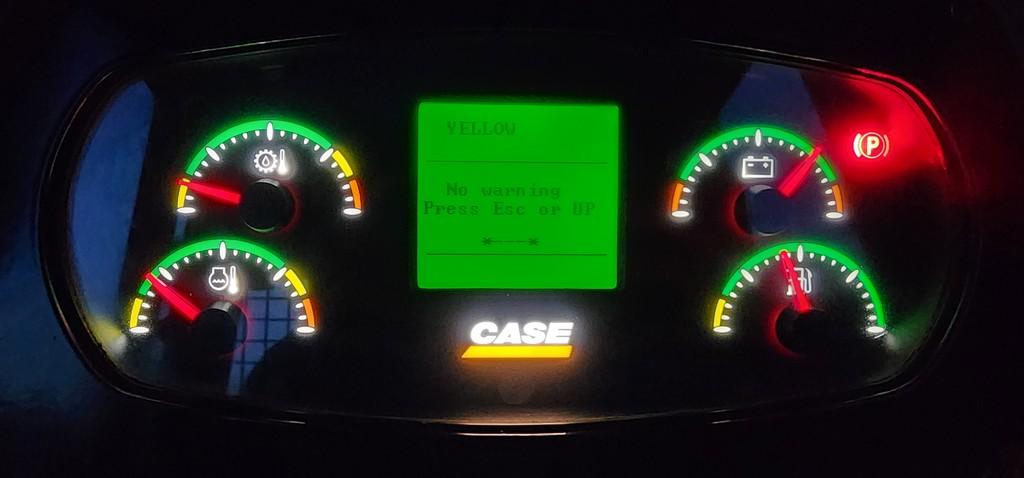 YELLOW
No warning
Press Esc or UP
*---*
CASE
P